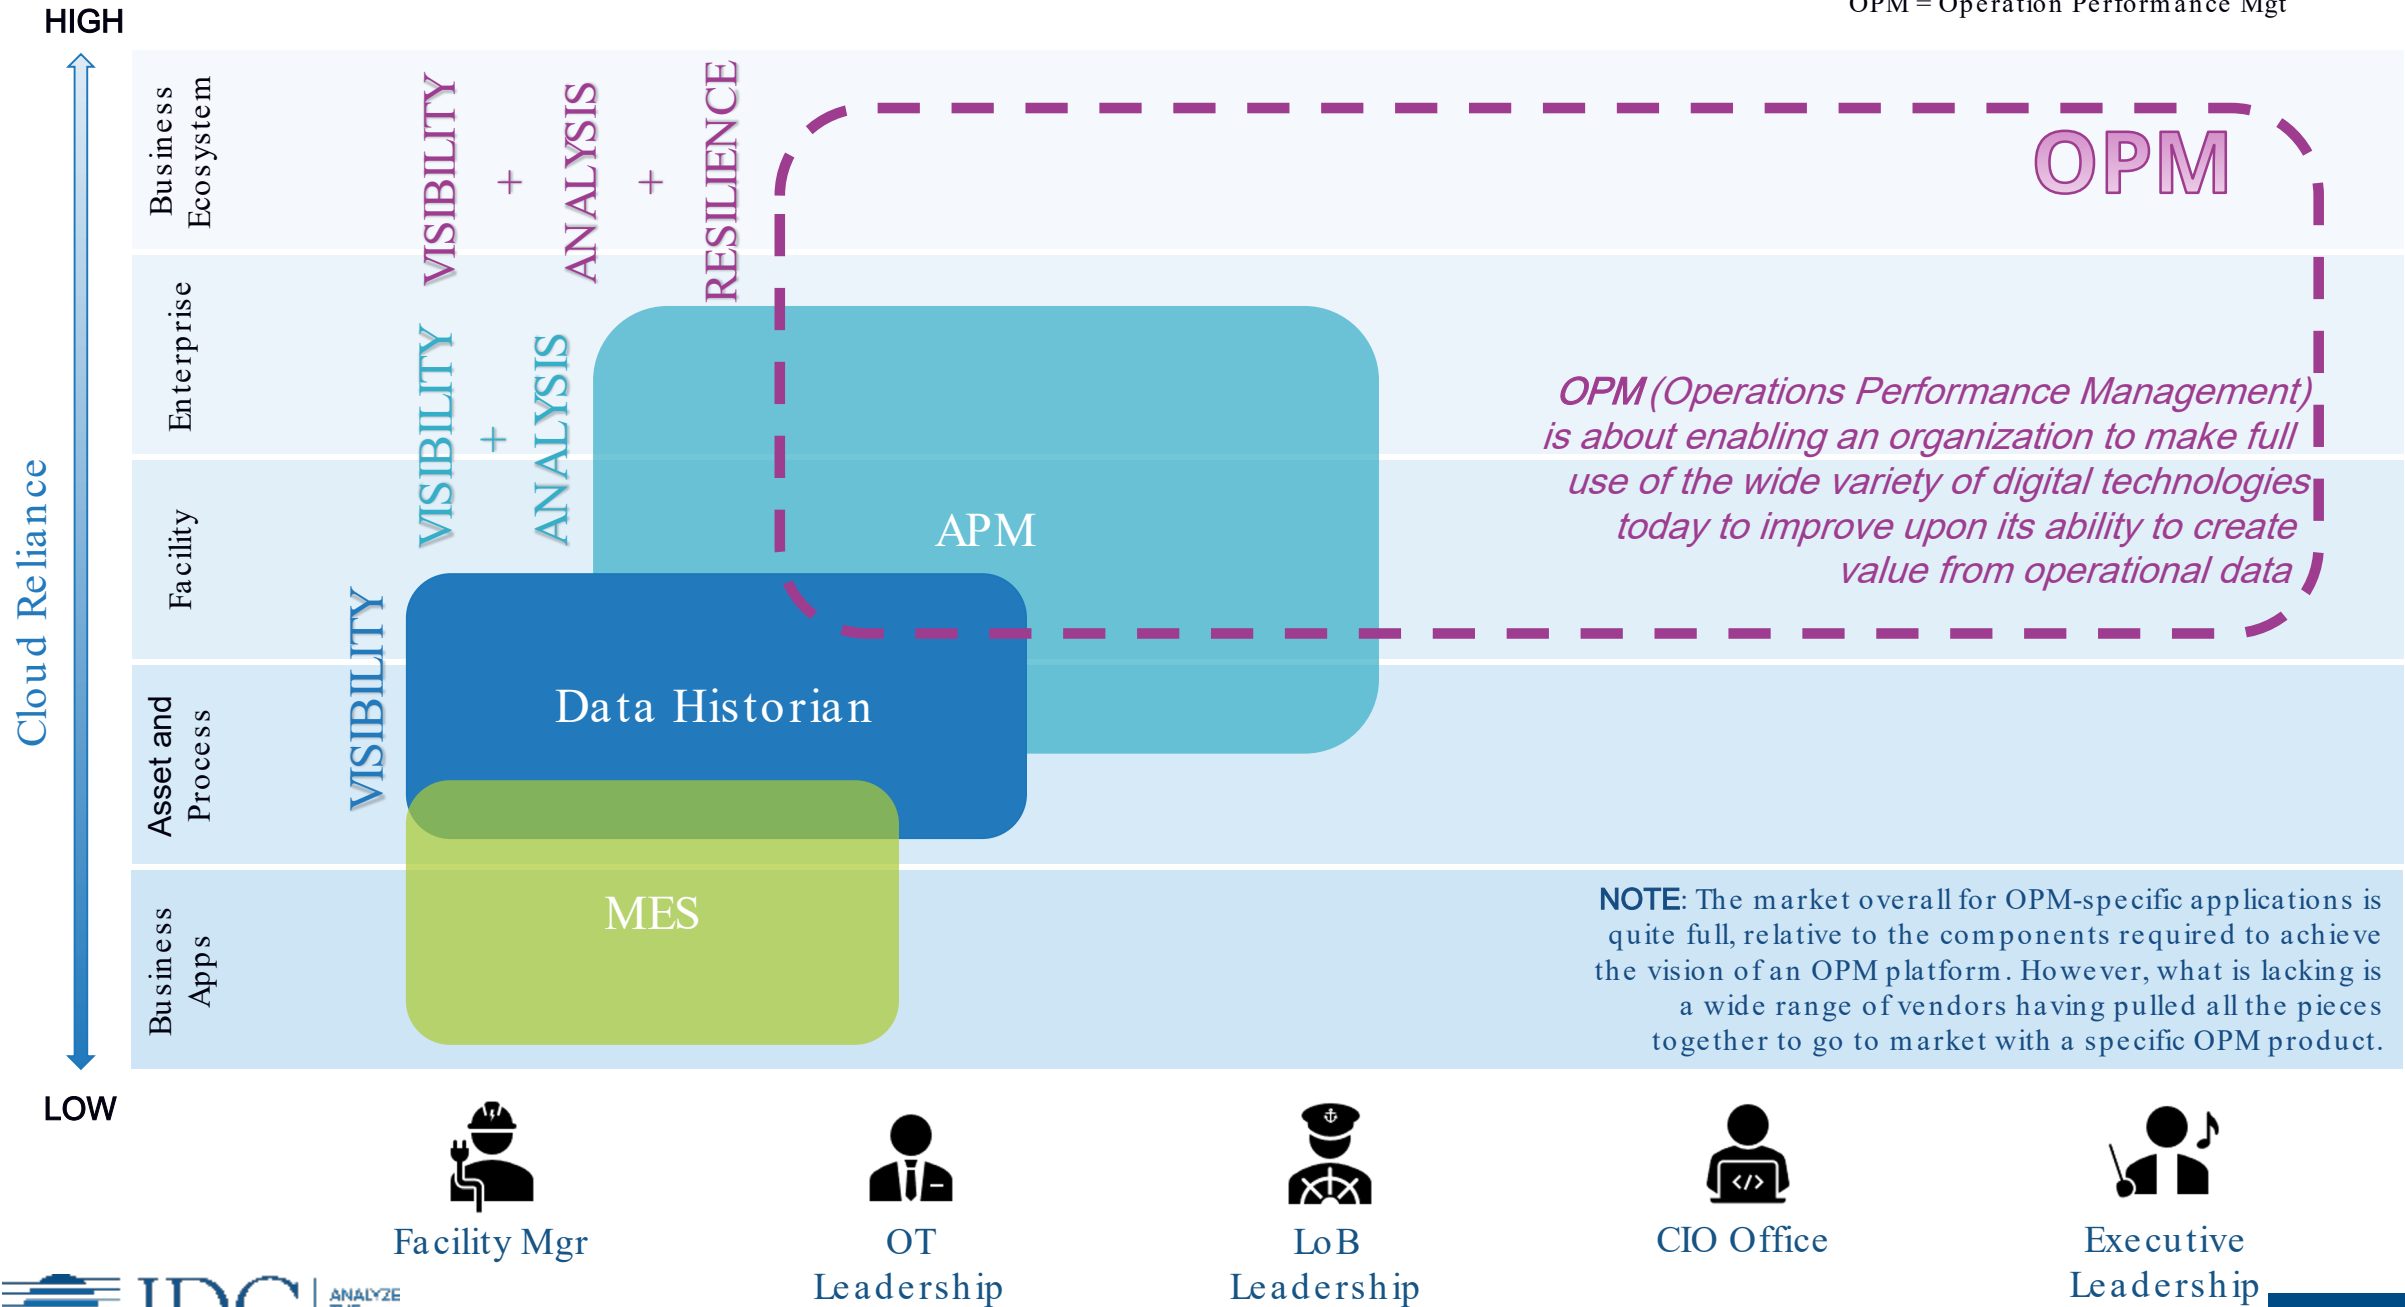 HIGH
OPM = Operation Performance Mgt
Business
Ecosystem
VISIBILITY
+
ANALYSIS
+
RESILIENCE
OPM
Enterprise
VISIBILITY
+
ANALYSIS
OPM (Operations Performance Management)
is about enabling an organization to make full
use of the wide variety of digital technologies
today to improve upon its ability to create
value from operational data
Cloud Reliance
Facility
APM
VISIBILITY
Asset and
Process
Data Historian
Business
Apps
MES
NOTE: The market overall for OPM-specific applications is
quite full, relative to the components required to achieve
the vision of an OPM platform. However, what is lacking is
a wide range of vendors having pulled all the pieces
together to go to market with a specific OPM product.
LOW
Facility Mgr
OT
Leadership
LoB
Leadership
CIO Office
Executive
Leadership
IDC
ANALYZE